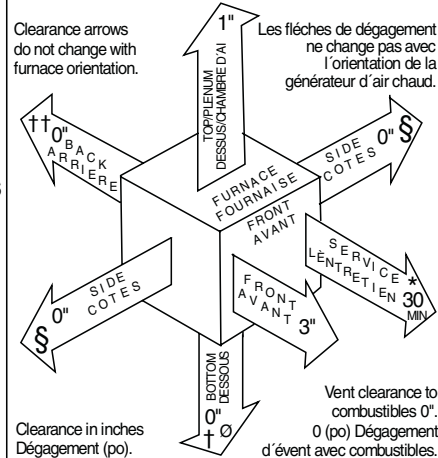 Clearance arrows
do not change with
furnace orientation.
1"
TOP/PLENUM
DESSUS/CHAMBRE D'AI
Les fléches de dégagement
ne change pas avec
l´orientation de la
générateur d´air chaud.
†† 0"
BACK
ARRIERE
SIDE
COTES
0" §
FURNACE
FOURNAISE
FRONT
AVANT
SERVICE
LÈNTRETIEN
*
30
MIN
§ 0"
SIDE
COTES
FRONT
AVANT
3"
BOTTOM
DESSOUS
0"
† Ø
Clearance in inches
Dégagement (po).
Vent clearance to
combustibles 0".
0 (po) Dégagement
d´évent avec combustibles.